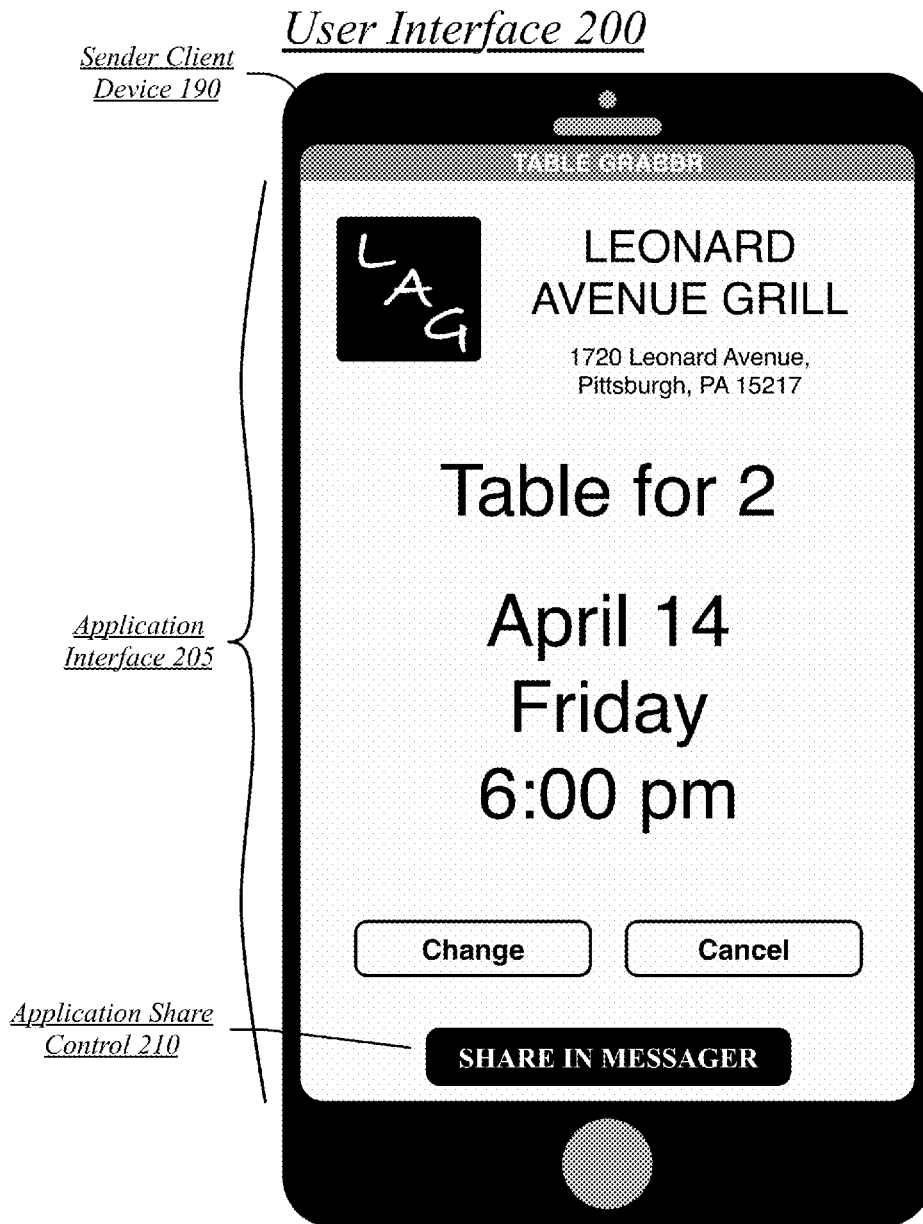 User Interface 200
Sender Client
Device 190
TABLE GRABBR
L
A
G
LEONARD
AVENUE GRILL
1720 Leonard Avenue,
Pittsburgh, PA 15217
Table for 2
April 14
Friday
6:00 pm
Application
Interface 205
Change
Cancel
Application Share
Control 210
SHARE IN MESSAGER